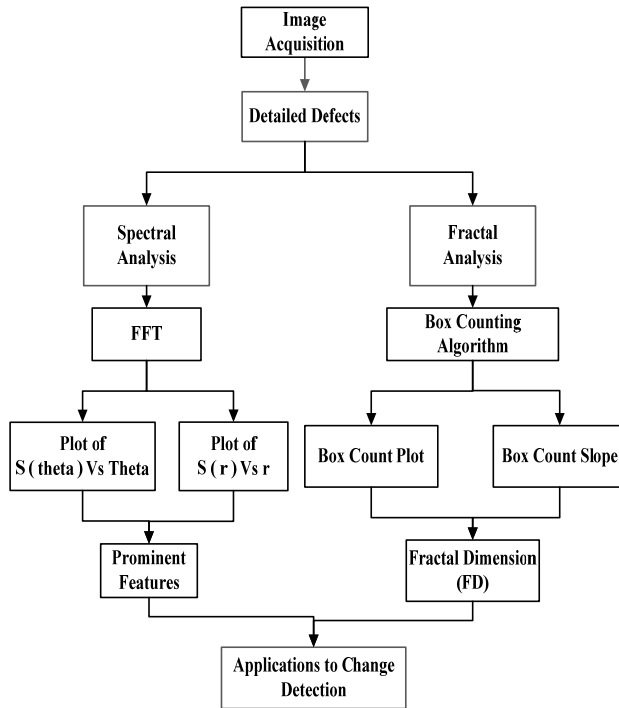 Image
Acquisition
Detailed Defects
Spectral
Analysis
Fractal
Analysis
FFT
Box Counting
Algorithm
Plot of
S ( theta ) Vs Theta
Plot of
S ( r ) Vs r
Box Count Plot
Box Count Slope
Prominent
Features
Fractal Dimension
(FD)
Applications to Change
Detection